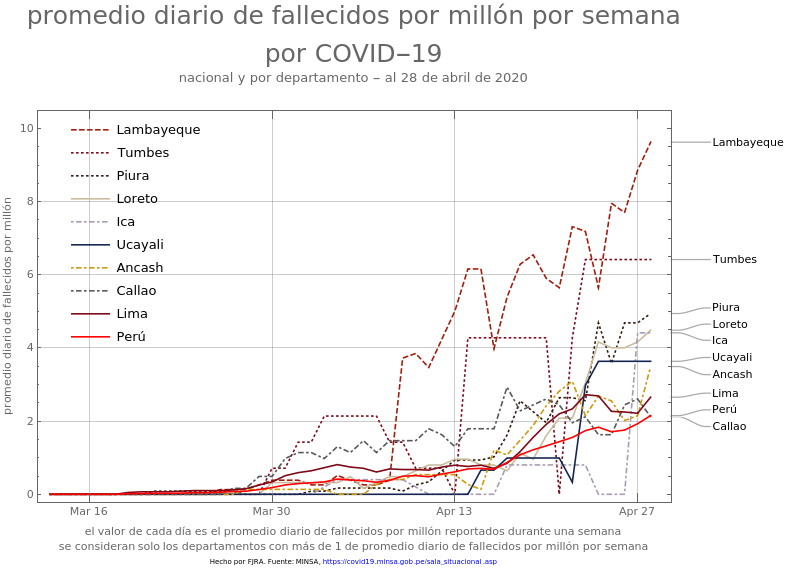 promedio diario de fallecidos por millón por semana
por COVID−19
nacional y por departamento − al 28 de abril de 2020
promedio diario de fallecidos por millón
10
8
6
4
2
0
Lambayeque
Tumbes
Piura
Loreto
Ica
Ucayali
Ancash
Callao
Lima
Perú
Lambayeque
Tumbes
Piura
Loreto
Ica
Ucayali
Ancash
Lima
Perú
Callao
Mar 16
Mar 30
Apr 13
Apr 27
el valor de cada día es el promedio diario de fallecidos por millón reportados durante una semana
se consideran solo los departamentos con más de 1 de promedio diario de fallecidos por millón por semana
Hecho por FJRA. Fuente: MINSA, https://covid19.minsa.gob.pe/sala_situacional.asp